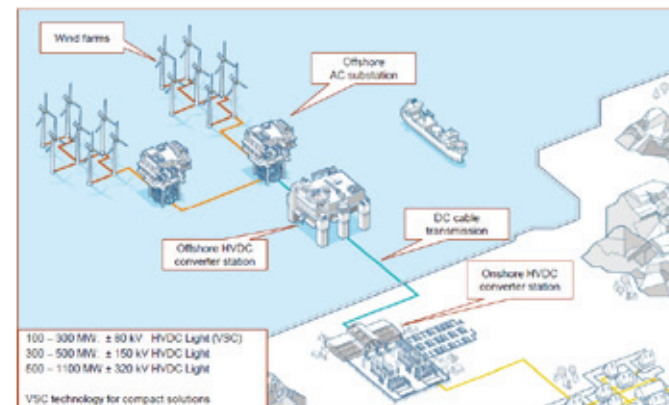 Wind farms
Offshore
AC substation
Offshore HVDC
converter station
DC cable
transmission
Onshore HVDC
converter station
100 – 300 MW: ± 80 kV HVDC Light (VSC)
300 – 500 MW ± 150 kV HVDC Light
500 – 1100 MW ± 320 kV HVDC Light
VSC technology for compact solutions